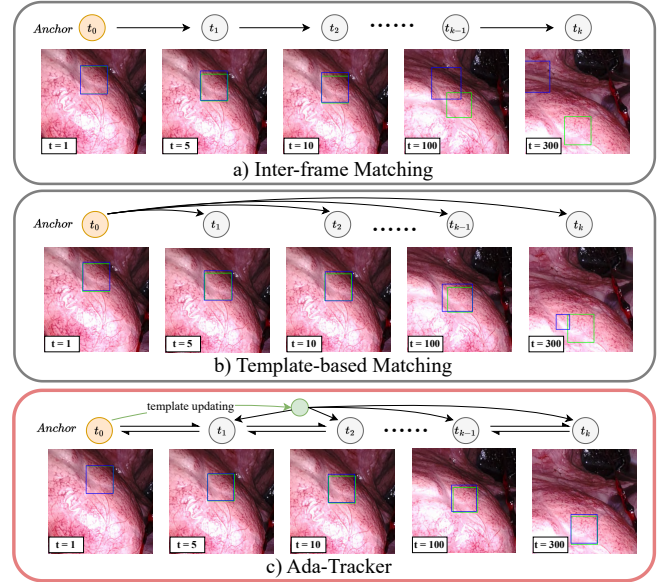 Anchor t₀ t₁ t₂ ······ tₖ₋₁ tₖ
t = 1 t = 5 t = 10 t = 100 t = 300
a) Inter-frame Matching
Anchor t₀ t₁ t₂ ······ tₖ₋₁ tₖ
t = 1 t = 5 t = 10 t = 100 t = 300
b) Template-based Matching
template updating
Anchor t₀ t₁ t₂ ······ tₖ₋₁ tₖ
t = 1 t = 5 t = 10 t = 100 t = 300
c) Ada-Tracker